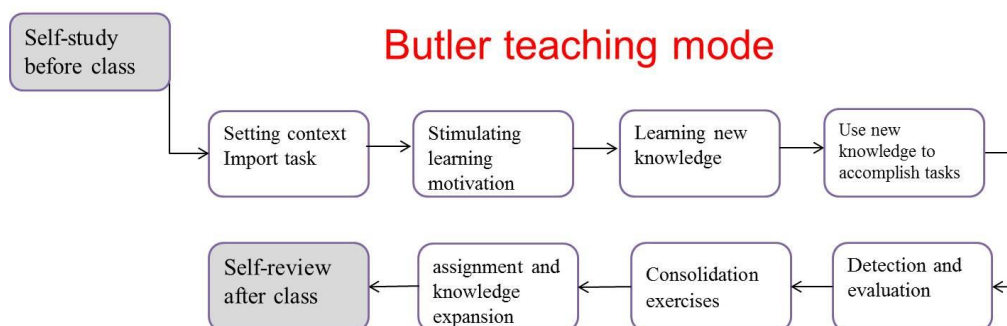 Self-study
before class
Butler teaching mode
Setting context
Import task
Stimulating
learning
motivation
Learning new
knowledge
Use new
knowledge to
accomplish tasks
Self-review
after class
assignment and
knowledge
expansion
Consolidation
exercises
Detection and
evaluation